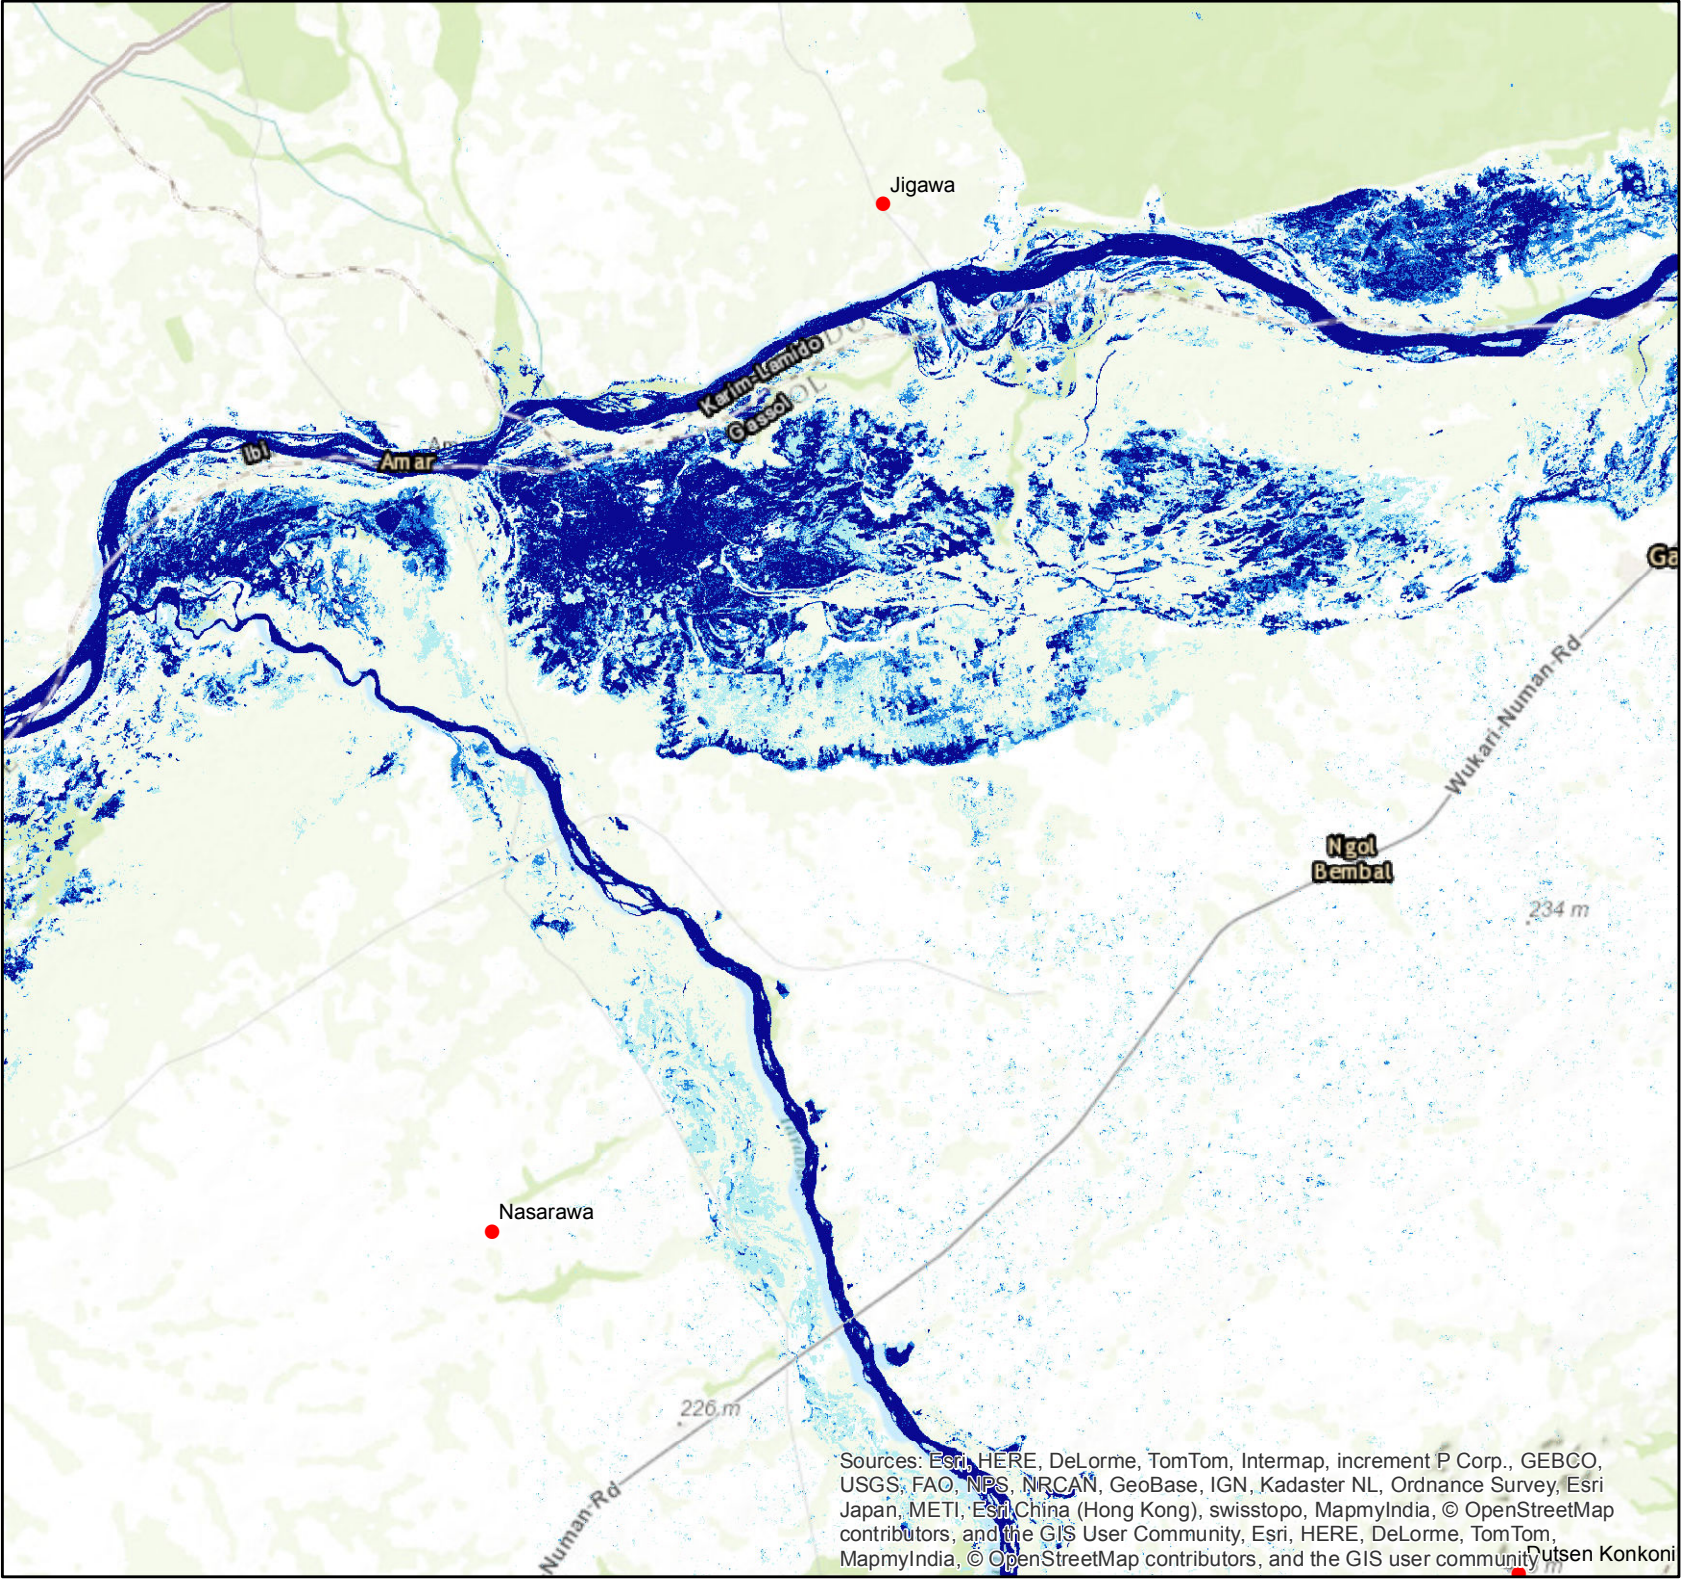 Jigawa
Karim-Lamido
Gassol
Ibi
Amar
Ga
Wukari-Numan-Rd
Ngol
Bembal
234 m
Nasarawa
226 m
Numan-Rd
Sources: Esri, HERE, DeLorme, TomTom, Intermap, increment P Corp., GEBCO,
USGS, FAO, NPS, NRCAN, GeoBase, IGN, Kadaster NL, Ordnance Survey, Esri
Japan, METI, Esri China (Hong Kong), swisstopo, MapmyIndia, © OpenStreetMap
contributors, and the GIS User Community, Esri, HERE, DeLorme, TomTom,
MapmyIndia, © OpenStreetMap contributors, and the GIS user community
Dutsen Konkoni